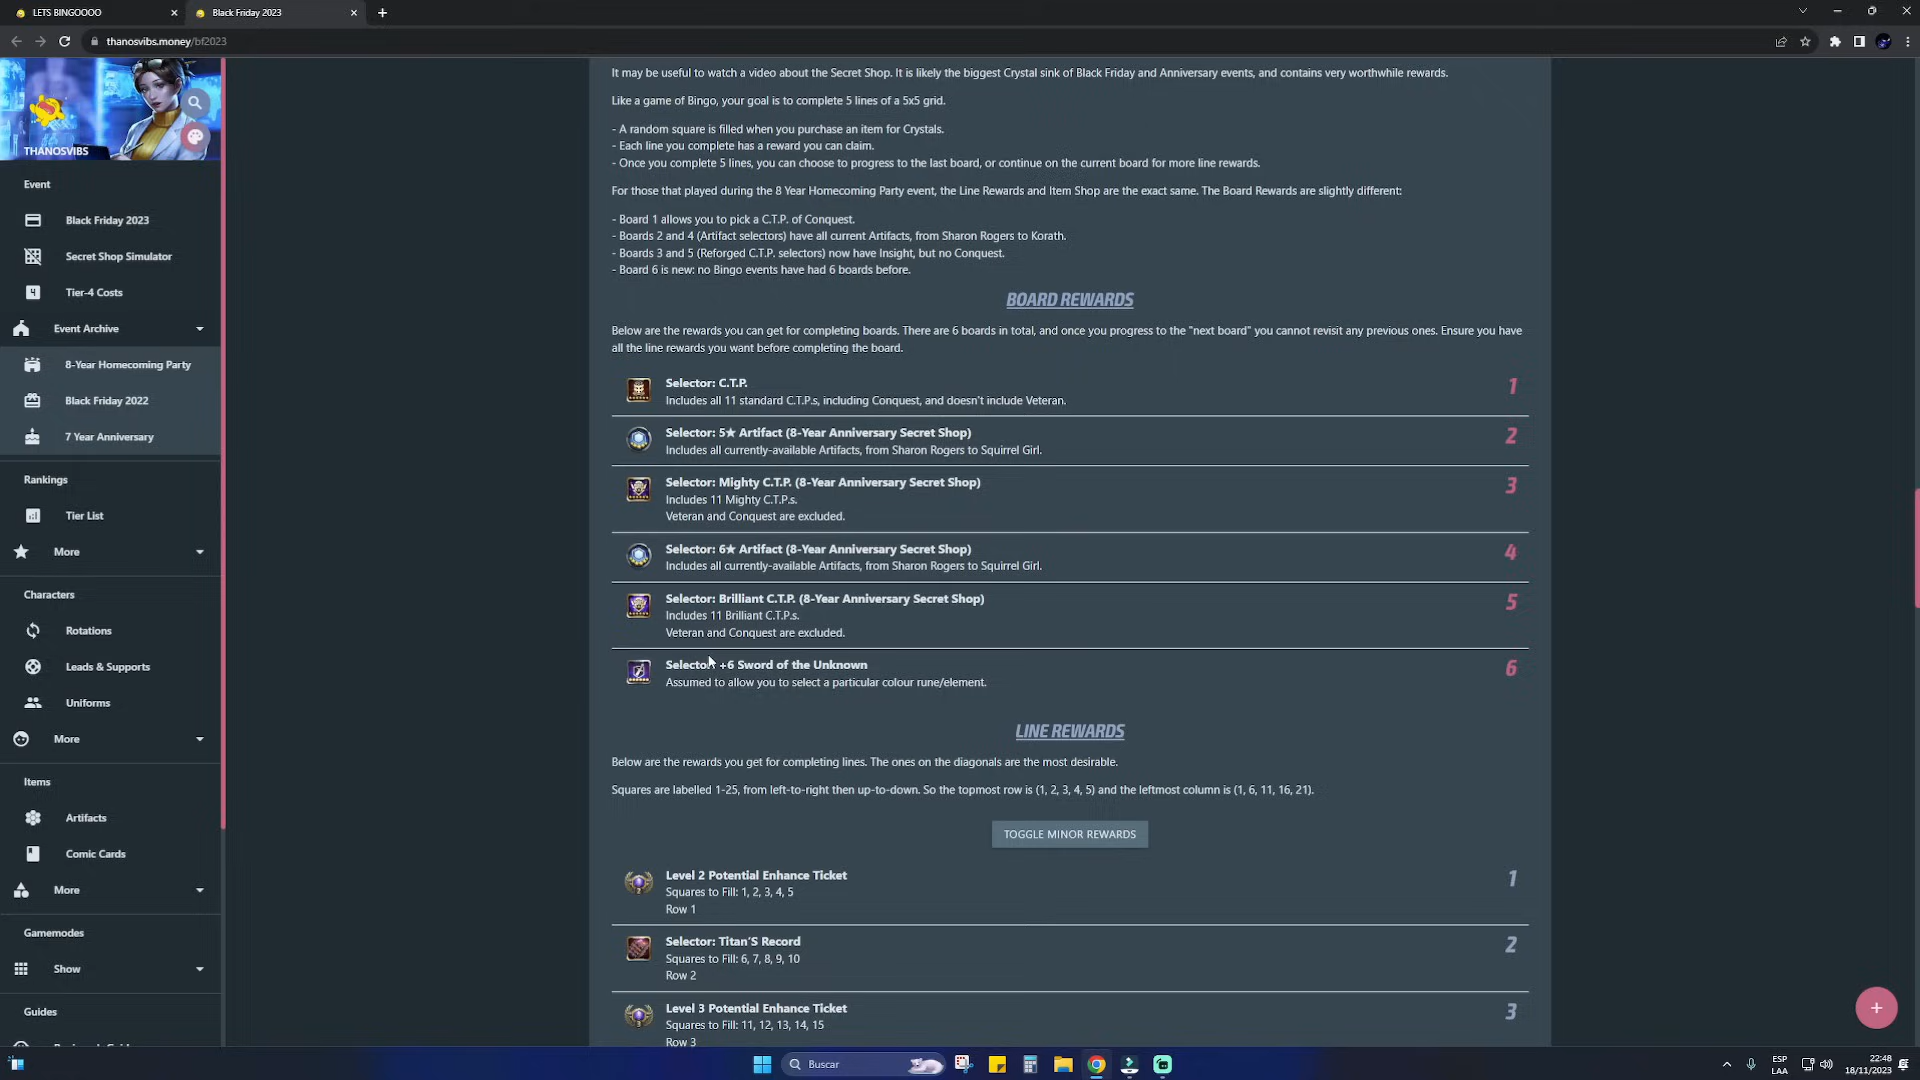 LETS BINGOOOO
Black Friday 2023
thanosvibs.money/bf2023
THANOSVIBS
Event
Black Friday 2023
Secret Shop Simulator
Tier-4 Costs
Event Archive
8-Year Homecoming Party
Black Friday 2022
7 Year Anniversary
Rankings
Tier List
More
Characters
Rotations
Leads & Supports
Uniforms
More
Items
Artifacts
Comic Cards
More
Gamemodes
Show
Guides
It may be useful to watch a video about the Secret Shop. It is likely the biggest Crystal sink of Black Friday and Anniversary events, and contains very worthwhile rewards.
Like a game of Bingo, your goal is to complete 5 lines of a 5x5 grid.
- A random square is filled when you purchase an item for Crystals.
- Each line you complete has a reward you can claim.
- Once you complete 5 lines, you can choose to progress to the last board, or continue on the current board for more line rewards.
For those that played during the 8 Year Homecoming Party event, the Line Rewards and Item Shop are the exact same. The Board Rewards are slightly different:
- Board 1 allows you to pick a C.T.P. of Conquest.
- Boards 2 and 4 (Artifact selectors) have all current Artifacts, from Sharon Rogers to Korath.
- Boards 3 and 5 (Reforged C.T.P. selectors) now have Insight, but no Conquest.
- Board 6 is new: no Bingo events have had 6 boards before.
BOARD REWARDS
Below are the rewards you can get for completing boards. There are 6 boards in total, and once you progress to the "next board" you cannot revisit any previous ones. Ensure you have
all the line rewards you want before completing the board.
Selector: C.T.P.
Includes all 11 standard C.T.P.s, including Conquest, and doesn't include Veteran.
1
Selector: 5★ Artifact (8-Year Anniversary Secret Shop)
Includes all currently-available Artifacts, from Sharon Rogers to Squirrel Girl.
2
Selector: Mighty C.T.P. (8-Year Anniversary Secret Shop)
Includes 11 Mighty C.T.P.s.
Veteran and Conquest are excluded.
3
Selector: 6★ Artifact (8-Year Anniversary Secret Shop)
Includes all currently-available Artifacts, from Sharon Rogers to Squirrel Girl.
4
Selector: Brilliant C.T.P. (8-Year Anniversary Secret Shop)
Includes 11 Brilliant C.T.P.s.
Veteran and Conquest are excluded.
5
Selector: +6 Sword of the Unknown
Assumed to allow you to select a particular colour rune/element.
6
LINE REWARDS
Below are the rewards you get for completing lines. The ones on the diagonals are the most desirable.
Squares are labelled 1-25, from left-to-right then up-to-down. So the topmost row is (1, 2, 3, 4, 5) and the leftmost column is (1, 6, 11, 16, 21).
TOGGLE MINOR REWARDS
Level 2 Potential Enhance Ticket
Squares to Fill: 1, 2, 3, 4, 5
Row 1
1
Selector: Titan'S Record
Squares to Fill: 6, 7, 8, 9, 10
Row 2
2
Level 3 Potential Enhance Ticket
Squares to Fill: 11, 12, 13, 14, 15
Row 3
3
Buscar
ESP
LAA
22:48
18/11/2023